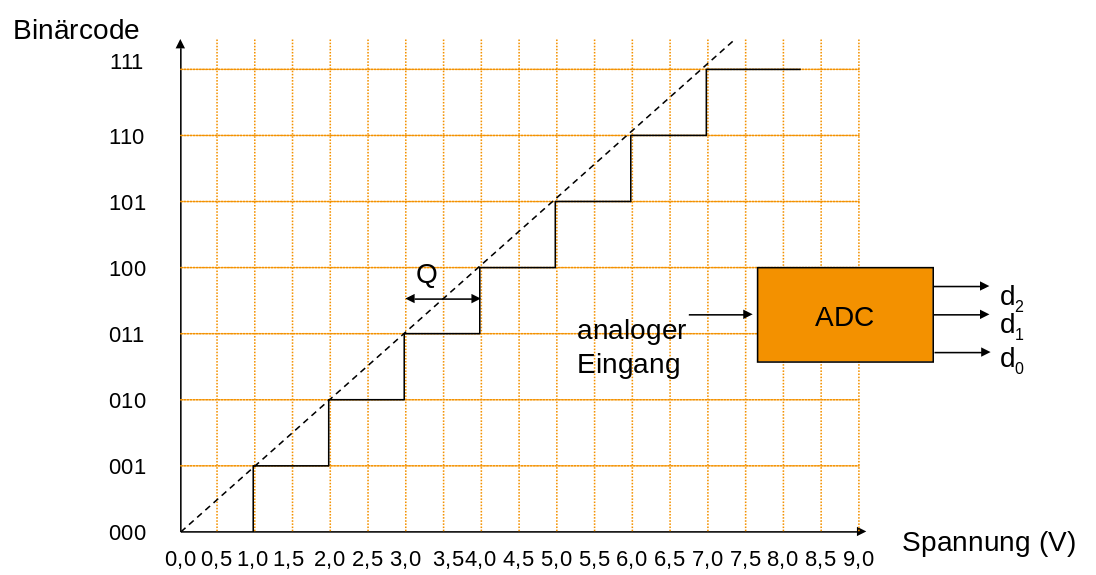 Binärcode
111
110
101
100
Q
ADC
d2
d1
d0
analoger
Eingang
011
010
001
000
0,0 0,5 1,0 1,5 2,0 2,5 3,0 3,5 4,0 4,5 5,0 5,5 6,0 6,5 7,0 7,5 8,0 8,5 9,0
Spannung (V)